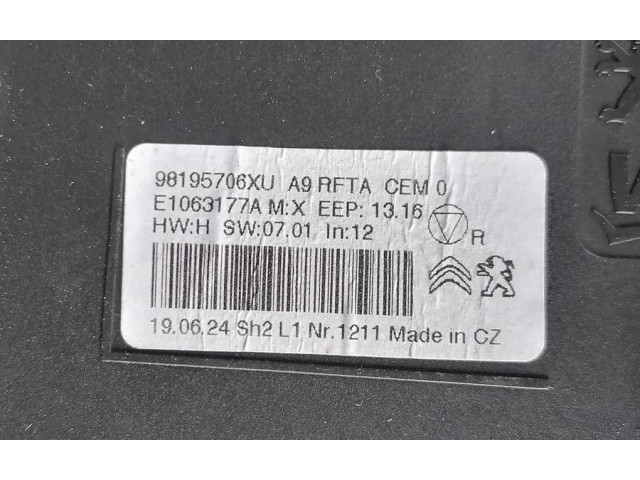 98195706XU A9 RFTA CEM 0
E1063177A M:X EEP: 13.16
HW:H SW:07.01 In:12
R
19.06.24 Sh2 L1 Nr.1211 Made in CZ